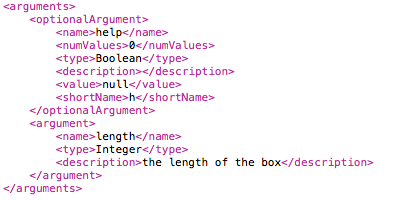 <arguments>
<optionalArgument>
<name>help</name>
<numValues>0</numValues>
<type>Boolean</type>
<description></description>
<value>null</value>
<shortName>h</shortName>
</optionalArgument>
<argument>
<name>length</name>
<type>Integer</type>
<description>the length of the box</description>
</argument>
</arguments>